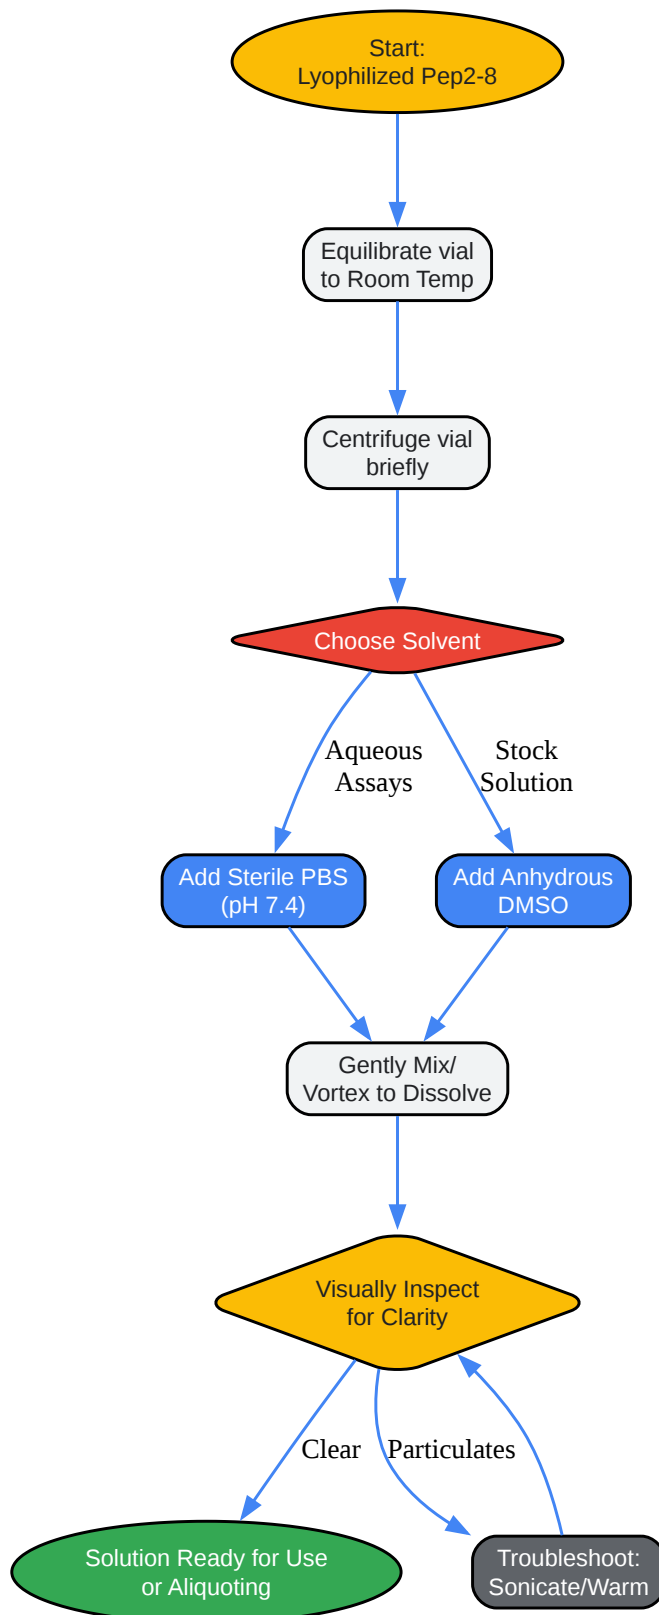 Start:
Lyophilized Pep2-8
Equilibrate vial
to Room Temp
Centrifuge vial
briefly
Choose Solvent
Aqueous
Assays
Stock
Solution
Add Sterile PBS
(pH 7.4)
Add Anhydrous
DMSO
Gently Mix/
Vortex to Dissolve
Visually Inspect
for Clarity
Clear
Particulates
Solution Ready for Use
or Aliquoting
Troubleshoot:
Sonicate/Warm